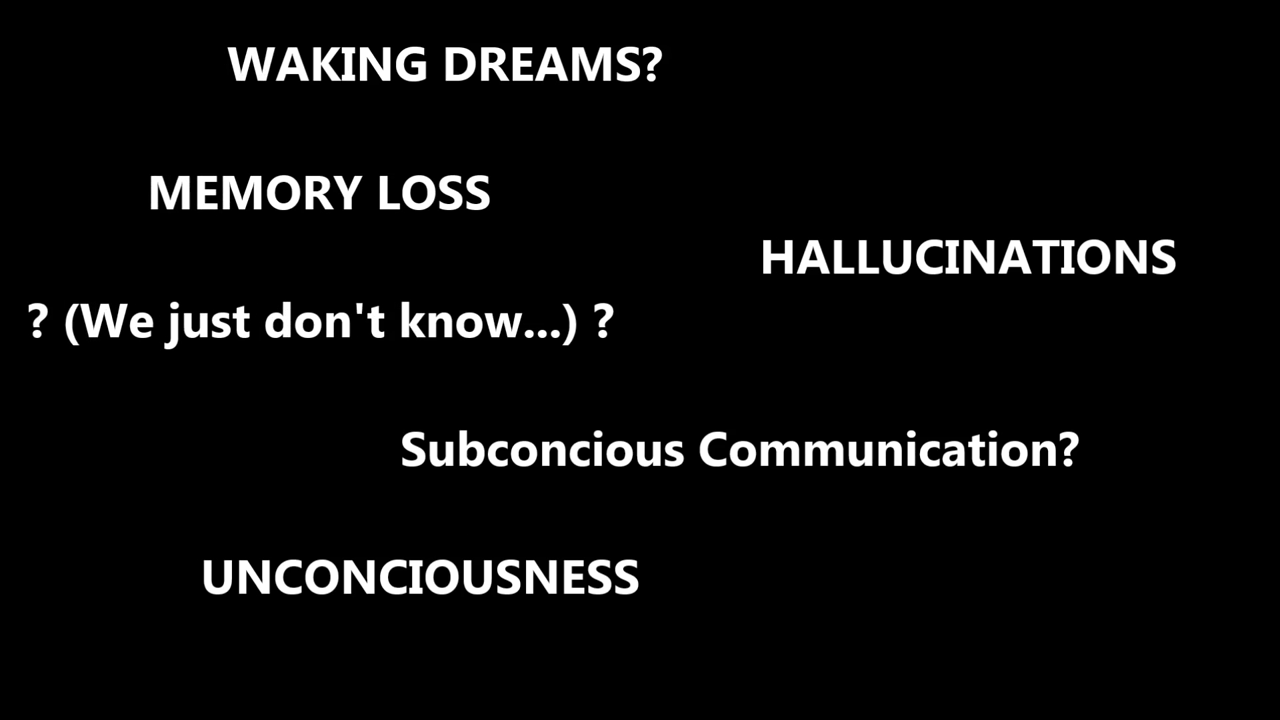 WAKING DREAMS?
MEMORY LOSS
HALLUCINATIONS
? (We just don't know...) ?
Subconcious Communication?
UNCONCIOUSNESS